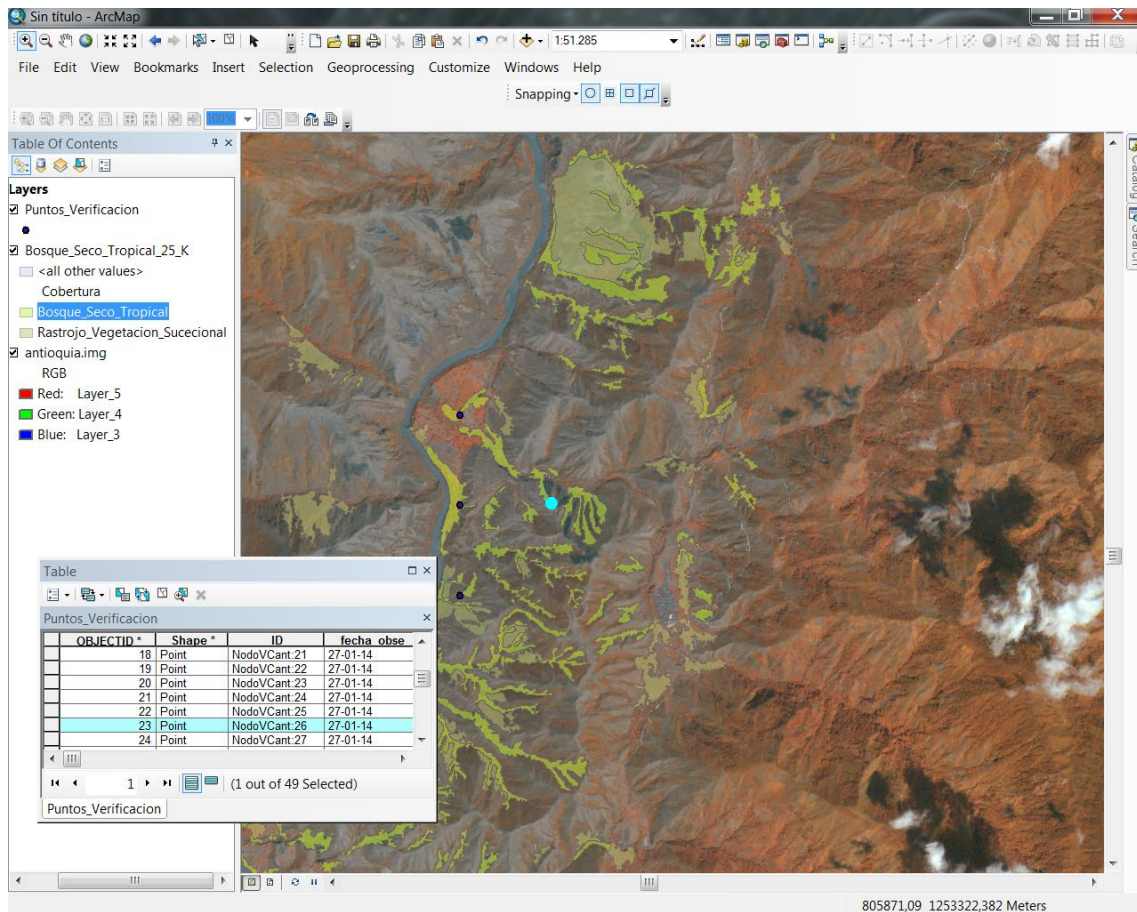 Sin título - ArcMap
1:51.285
File Edit View Bookmarks Insert Selection Geoprocessing Customize Windows Help
Snapping
100%
Table Of Contents
Layers
Puntos_Verificacion
Bosque_Seco_Tropical_25_K
<all other values>
Cobertura
Bosque_Seco_Tropical
Rastrojo_Vegetacion_Sucecional
antioquia.img
RGB
Red: Layer_5
Green: Layer_4
Blue: Layer_3
Catalog
Search
Table
Puntos_Verificacion
OBJECTID * Shape * ID fecha_obse
18 Point NodoVCant:21 27-01-14
19 Point NodoVCant:22 27-01-14
20 Point NodoVCant:23 27-01-14
21 Point NodoVCant:24 27-01-14
22 Point NodoVCant:25 27-01-14
23 Point NodoVCant:26 27-01-14
24 Point NodoVCant:27 27-01-14
1 (1 out of 49 Selected)
Puntos_Verificacion
805871,09 1253322,382 Meters